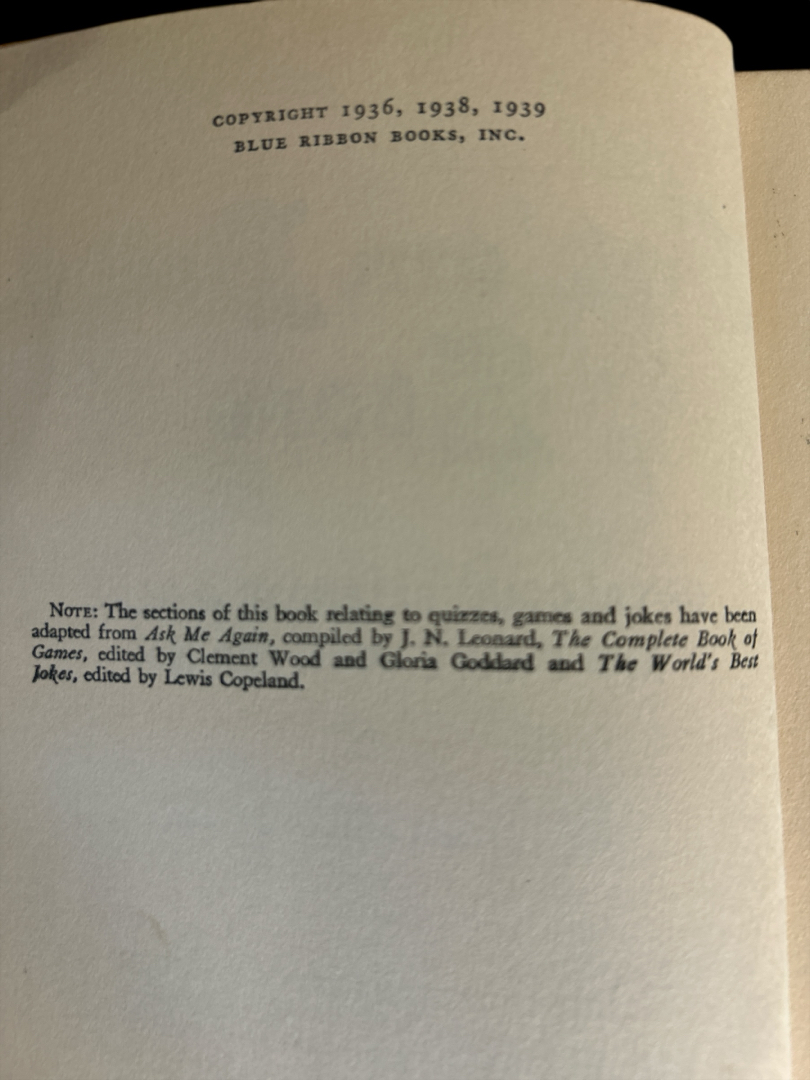 COPYRIGHT 1936, 1938, 1939
BLUE RIBBON BOOKS, INC.
NOTE: The sections of this book relating to quizzes, games and jokes have been
adapted from Ask Me Again, compiled by J. N. Leonard, The Complete Book of
Games, edited by Clement Wood and Gloria Goddard and The World's Best
Jokes, edited by Lewis Copeland.